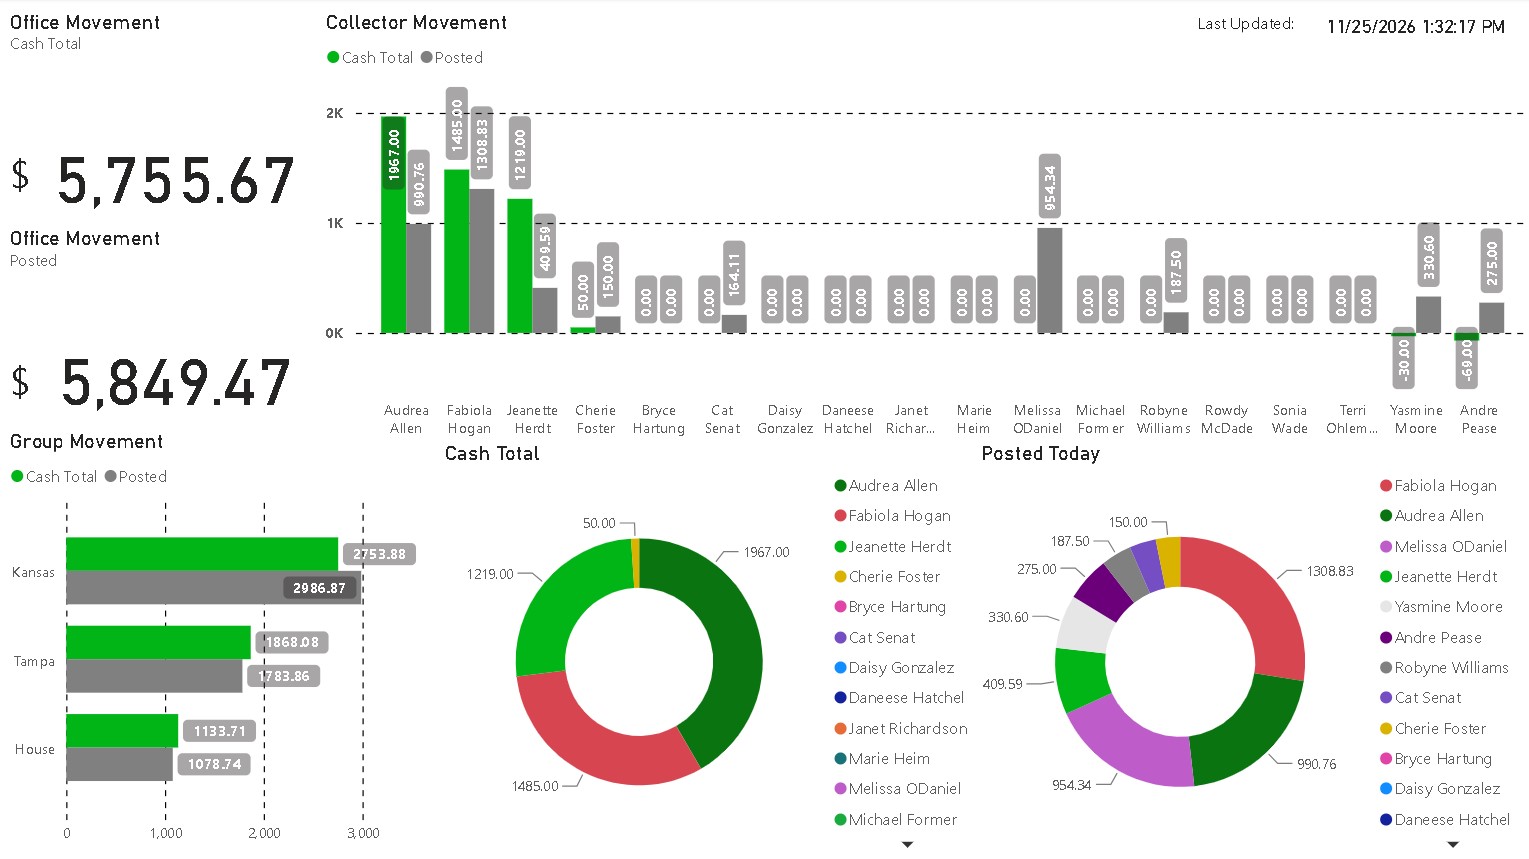 Office Movement
Cash Total
$ 5,755.67
Office Movement
Posted
$ 5,849.47
Collector Movement
Cash Total Posted
Last Updated: 11/25/2026 1:32:17 PM
2K
1K
0K
1967.00 990.76 1485.00 1308.83 1219.00 409.59 50.00 150.00 0.00 0.00 0.00 164.11 0.00 0.00 0.00 0.00 0.00 0.00 0.00 0.00 0.00 954.34 0.00 0.00 0.00 187.50 0.00 0.00 0.00 0.00 0.00 0.00 -30.00 330.60 -69.00 275.00
Audrea Allen
Fabiola Hogan
Jeanette Herdt
Cherie Foster
Bryce Hartung
Cat Senat
Daisy Gonzalez
Daneese Hatchel
Janet Richar...
Marie Heim
Melissa ODaniel
Michael Former
Robyne Williams
Rowdy McDade
Sonia Wade
Terri Ohlem...
Yasmine Moore
Andre Pease
Group Movement
Cash Total Posted
Kansas
2753.88
2986.87
Tampa
1868.08
1783.86
House
1133.71
1078.74
0 1,000 2,000 3,000
Cash Total
50.00
1967.00
1219.00
1485.00
Audrea Allen
Fabiola Hogan
Jeanette Herdt
Cherie Foster
Bryce Hartung
Cat Senat
Daisy Gonzalez
Daneese Hatchel
Janet Richardson
Marie Heim
Melissa ODaniel
Michael Former
Posted Today
150.00
187.50
275.00
330.60
409.59
954.34
1308.83
990.76
Fabiola Hogan
Audrea Allen
Melissa ODaniel
Jeanette Herdt
Yasmine Moore
Andre Pease
Robyne Williams
Cat Senat
Cherie Foster
Bryce Hartung
Daisy Gonzalez
Daneese Hatchel